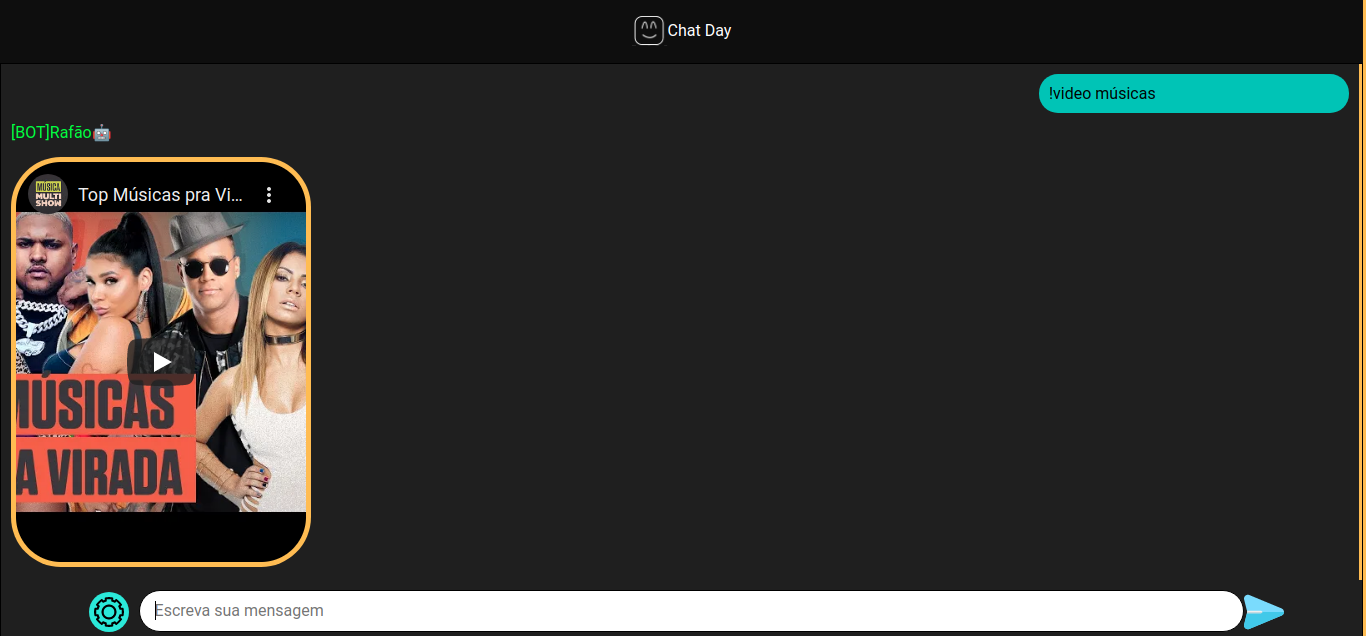 Chat Day
!video músicas
[BOT]Rafão🤖
MÚSICA
MULTI
SHOW
Top Músicas pra Vi...
MÚSICAS
A VIRADA
Escreva sua mensagem